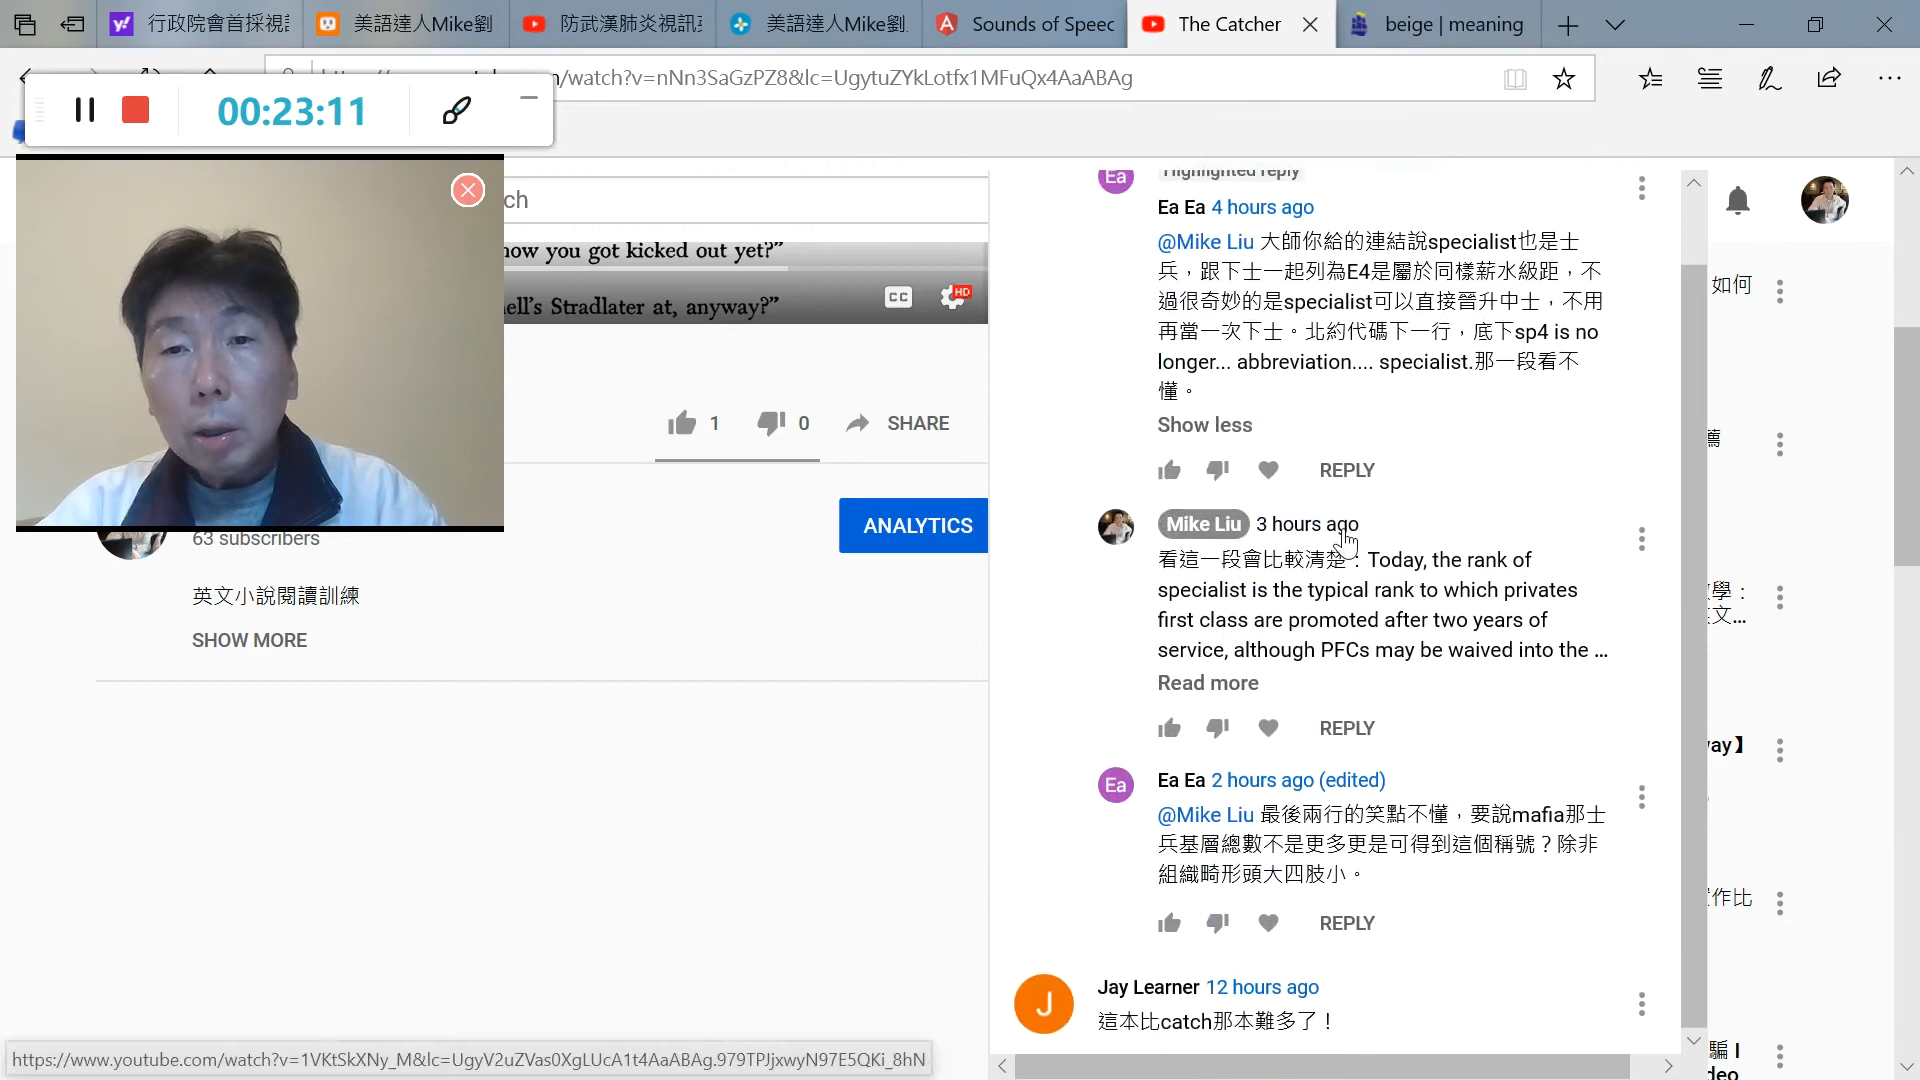 行政院會首採視
美語達人Mike劉
防武漢肺炎視訊
美語達人Mike劉
Sounds of Speec
The Catcher
beige | meaning
/watch?v=nNn3SaGzPZ8&lc=UgytuZYkLotfx1MFuQx4AaABAg
00:23:11
ch
now you got kicked out yet?”
ell’s Stradlater at, anyway?”
CC
HD
1
0
SHARE
ANALYTICS
63 subscribers
英文小說閱讀訓練
SHOW MORE
Highlighted reply
Ea
Ea Ea 4 hours ago
@Mike Liu 大師你給的連結說specialist也是士
兵，跟下士一起列為E4是屬於同樣薪水級距，不
過很奇妙的是specialist可以直接晉升中士，不用
再當一次下士。北約代碼下一行，底下sp4 is no
longer... abbreviation.... specialist.那一段看不
懂。
Show less
REPLY
Mike Liu 3 hours ago
看這一段會比較清楚：Today, the rank of
specialist is the typical rank to which privates
first class are promoted after two years of
service, although PFCs may be waived into the ...
Read more
REPLY
Ea
Ea Ea 2 hours ago (edited)
@Mike Liu 最後兩行的笑點不懂，要說mafia那士
兵基層總數不是更多更是可得到這個稱號？除非
組織畸形頭大四肢小。
REPLY
J
Jay Learner 12 hours ago
這本比catch那本難多了！
如何
薦
學：
文...
way】
作比
騙 I
deo
https://www.youtube.com/watch?v=1VKtSkXNy_M&lc=UgyV2uZVas0XgLUcA1t4AaABAg.979TPJjxwyN97E5QKi_8hN